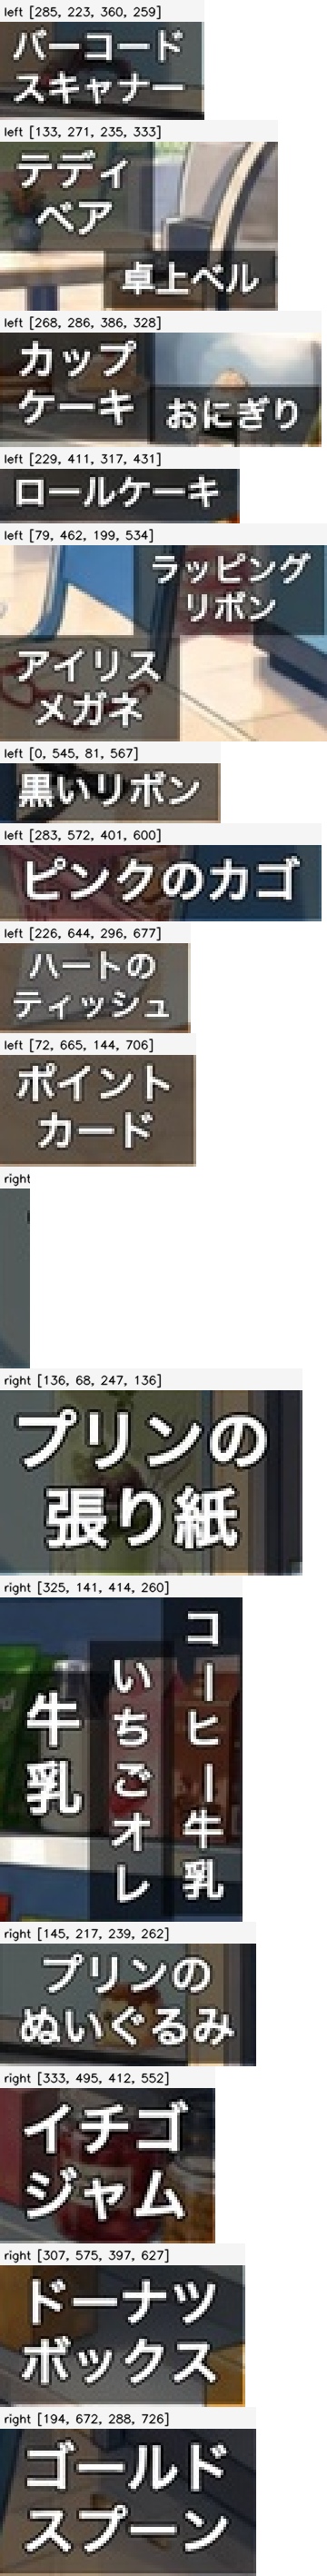 left [285, 223, 360, 259]
バーコード
スキャナー
left [133, 271, 235, 333]
テディ
ベア
卓上ベル
left [268, 286, 386, 328]
カップ
ケーキ
おにぎり
left [229, 411, 317, 431]
ロールケーキ
left [79, 462, 199, 534]
ラッピング
リボン
アイリス
メガネ
left [0, 545, 81, 567]
黒いリボン
left [283, 572, 401, 600]
ピンクのカゴ
left [226, 644, 296, 677]
ハートの
ティッシュ
left [72, 665, 144, 706]
ポイント
カード
right
right [136, 68, 247, 136]
プリンの
張り紙
right [325, 141, 414, 260]
コーヒー牛乳
いちごオレ
牛乳
right [145, 217, 239, 262]
プリンの
ぬいぐるみ
right [333, 495, 412, 552]
イチゴ
ジャム
right [307, 575, 397, 627]
ドーナツ
ボックス
right [194, 672, 288, 726]
ゴールド
スプーン